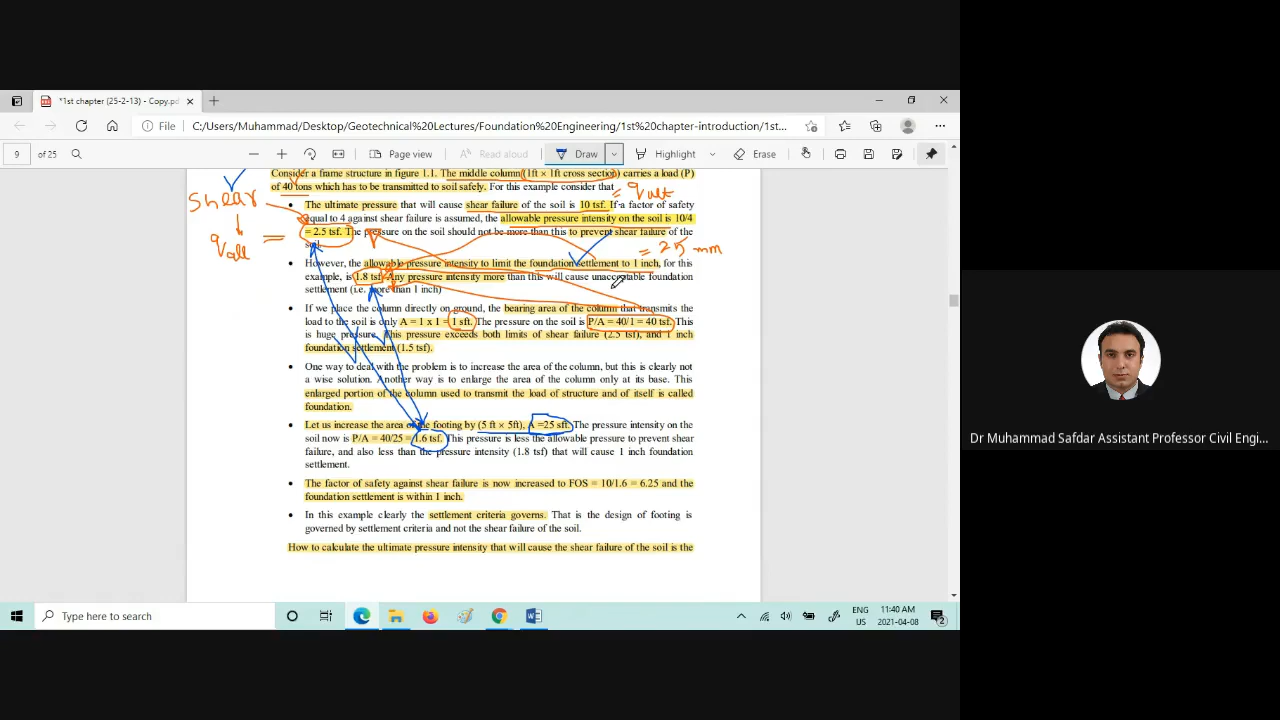 *1st chapter (25-2-13) - Copy.pd
File
C:/Users/Muhammad/Desktop/Geotechnical%20Lectures/Foundation%20Engineering/1st%20chapter-introduction/1st...
9 of 25
Page view
Read aloud
Draw
Highlight
Erase
Consider a frame structure in figure 1.1. The middle column (1ft × 1ft cross section) carries a load (P)
of 40 tons which has to be transmitted to soil safely. For this example consider that
= qult
Shear
• The ultimate pressure that will cause shear failure of the soil is 10 tsf. If a factor of safety
equal to 4 against shear failure is assumed, the allowable pressure intensity on the soil is 10/4
= 2.5 tsf. The pressure on the soil should not be more than this to prevent shear failure of the
soil.
qall =
= 25 mm
• However, the allowable pressure intensity to limit the foundation settlement to 1 inch, for this
example, is 1.8 tsf. Any pressure intensity more than this will cause unacceptable foundation
settlement (i.e. more than 1 inch)
• If we place the column directly on ground, the bearing area of the column that transmits the
load to the soil is only A = 1 x 1 = 1 sft. The pressure on the soil is P/A = 40/1 = 40 tsf. This
is huge pressure. This pressure exceeds both limits of shear failure (2.5 tsf), and 1 inch
foundation settlement (1.5 tsf).
• One way to deal with the problem is to increase the area of the column, but this is clearly not
a wise solution. Another way is to enlarge the area of the column only at its base. This
enlarged portion of the column used to transmit the load of structure and of itself is called
foundation.
• Let us increase the area of the footing by (5 ft × 5ft), A =25 sft. The pressure intensity on the
soil now is P/A = 40/25 = 1.6 tsf. This pressure is less the allowable pressure to prevent shear
failure, and also less than the pressure intensity (1.8 tsf) that will cause 1 inch foundation
settlement.
• The factor of safety against shear failure is now increased to FOS = 10/1.6 = 6.25 and the
foundation settlement is within 1 inch.
• In this example clearly the settlement criteria governs. That is the design of footing is
governed by settlement criteria and not the shear failure of the soil.
How to calculate the ultimate pressure intensity that will cause the shear failure of the soil is the
Dr Muhammad Safdar Assistant Professor Civil Engi...
Type here to search
ENG
US
11:40 AM
2021-04-08
2